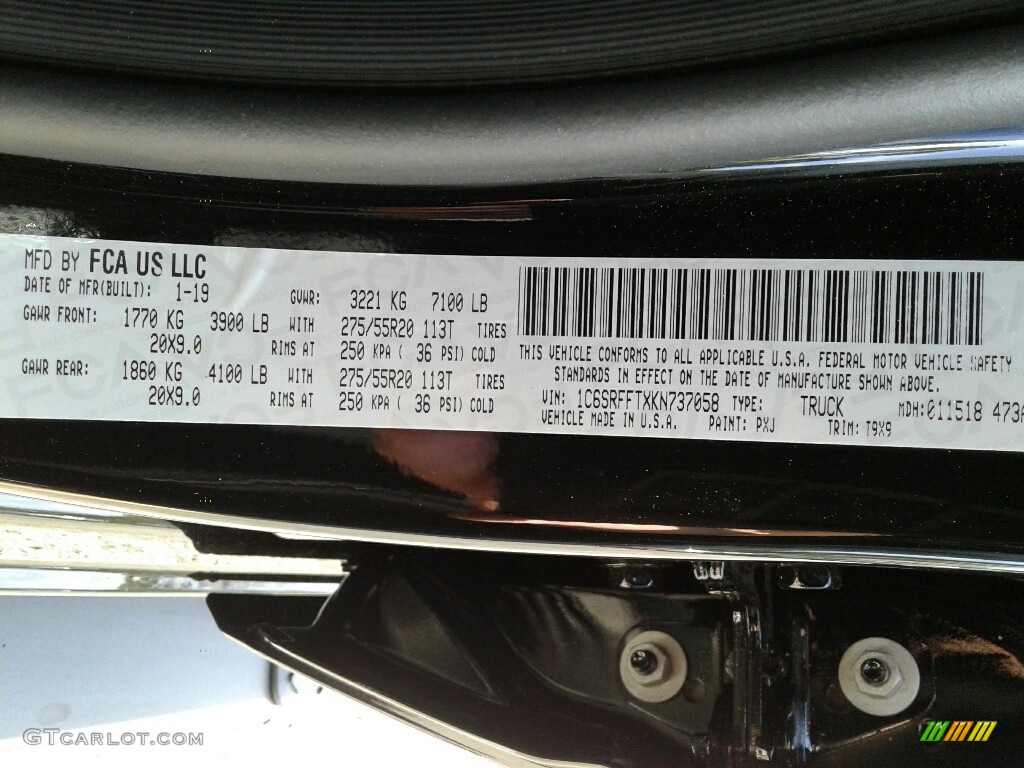 MFD BY FCA US LLC
DATE OF MFR(BUILT): 1-19 GVWR: 3221 KG 7100 LB
GAWR FRONT: 1770 KG 3900 LB WITH 275/55R20 113T TIRES
20X9.0 RIMS AT 250 KPA ( 36 PSI) COLD
GAWR REAR: 1860 KG 4100 LB WITH 275/55R20 113T TIRES
20X9.0 RIMS AT 250 KPA ( 36 PSI) COLD
THIS VEHICLE CONFORMS TO ALL APPLICABLE U.S.A. FEDERAL MOTOR VEHICLE SAFETY
STANDARDS IN EFFECT ON THE DATE OF MANUFACTURE SHOWN ABOVE.
VIN: 1C6SRFFTXKN737058 TYPE: TRUCK MDH: 011518
VEHICLE MADE IN U.S.A. PAINT: PXJ TRIM: T9X9
GTCARLOT.COM